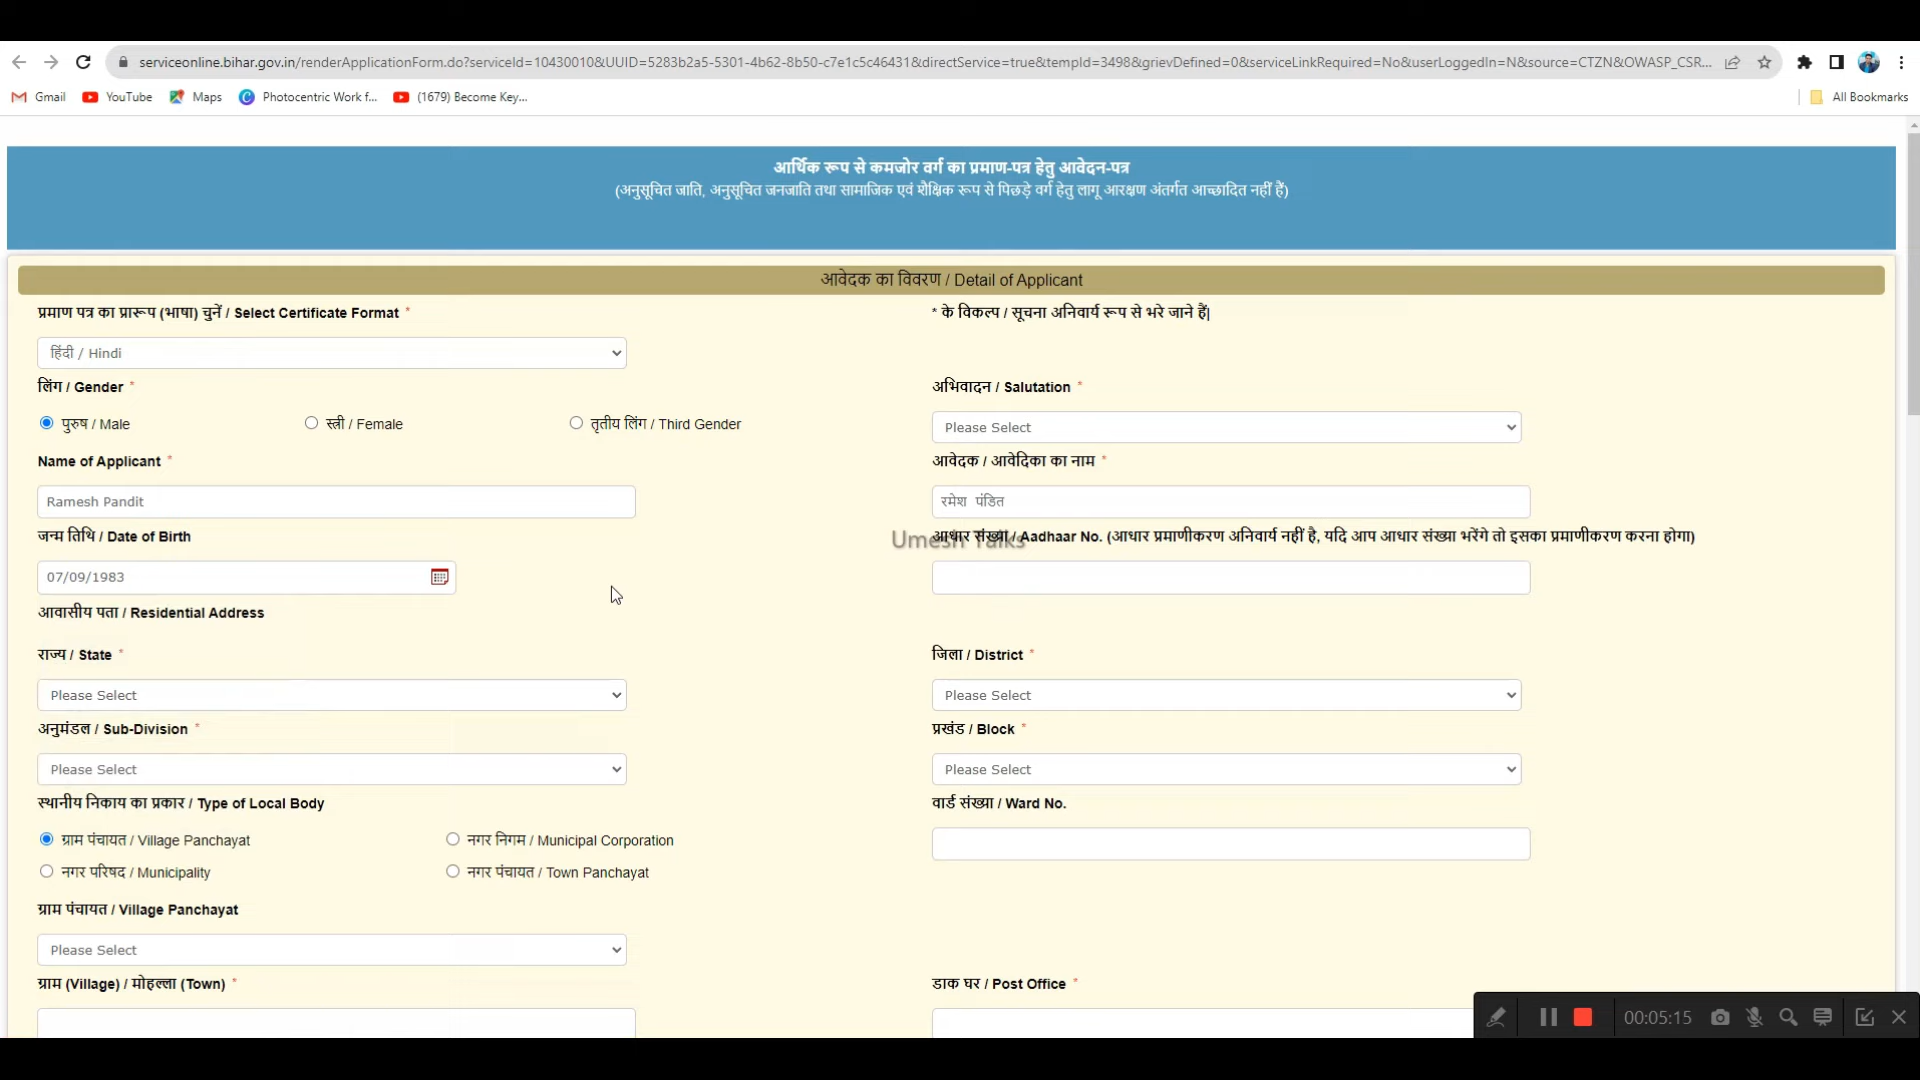 serviceonline.bihar.gov.in/renderApplicationForm.do?serviceId=10430010&UUID=5283b2a5-5301-4b62-8b50-c7e1c5c46431&directService=true&tempId=3498&grievDefined=0&serviceLinkRequired=No&userLoggedIn=N&source=CTZN&OWASP_CSR...
Gmail YouTube Maps Photocentric Work f... (1679) Become Key... All Bookmarks
आर्थिक रूप से कमजोर वर्ग का प्रमाण-पत्र हेतु आवेदन-पत्र
(अनुसूचित जाति, अनुसूचित जनजाति तथा सामाजिक एवं शैक्षिक रूप से पिछड़े वर्ग हेतु लागू आरक्षण अंतर्गत आच्छादित नहीं हैं)
आवेदक का विवरण / Detail of Applicant
प्रमाण पत्र का प्रारूप (भाषा) चुनें / Select Certificate Format *
* के विकल्प / सूचना अनिवार्य रूप से भरे जाने हैं|
हिंदी / Hindi
लिंग / Gender *
अभिवादन / Salutation *
पुरुष / Male स्त्री / Female तृतीय लिंग / Third Gender
Please Select
Name of Applicant *
आवेदक / आवेदिका का नाम *
Ramesh Pandit
रमेश पंडित
जन्म तिथि / Date of Birth
आधार संख्या / Aadhaar No. (आधार प्रमाणीकरण अनिवार्य नहीं है, यदि आप आधार संख्या भरेंगे तो इसका प्रमाणीकरण करना होगा)
Umesh Talks
07/09/1983
आवासीय पता / Residential Address
राज्य / State *
जिला / District *
Please Select
Please Select
अनुमंडल / Sub-Division *
प्रखंड / Block *
Please Select
Please Select
स्थानीय निकाय का प्रकार / Type of Local Body
वार्ड संख्या / Ward No.
ग्राम पंचायत / Village Panchayat नगर निगम / Municipal Corporation
नगर परिषद / Municipality नगर पंचायत / Town Panchayat
ग्राम पंचायत / Village Panchayat
Please Select
ग्राम (Village) / मोहल्ला (Town) *
डाक घर / Post Office *
00:05:15